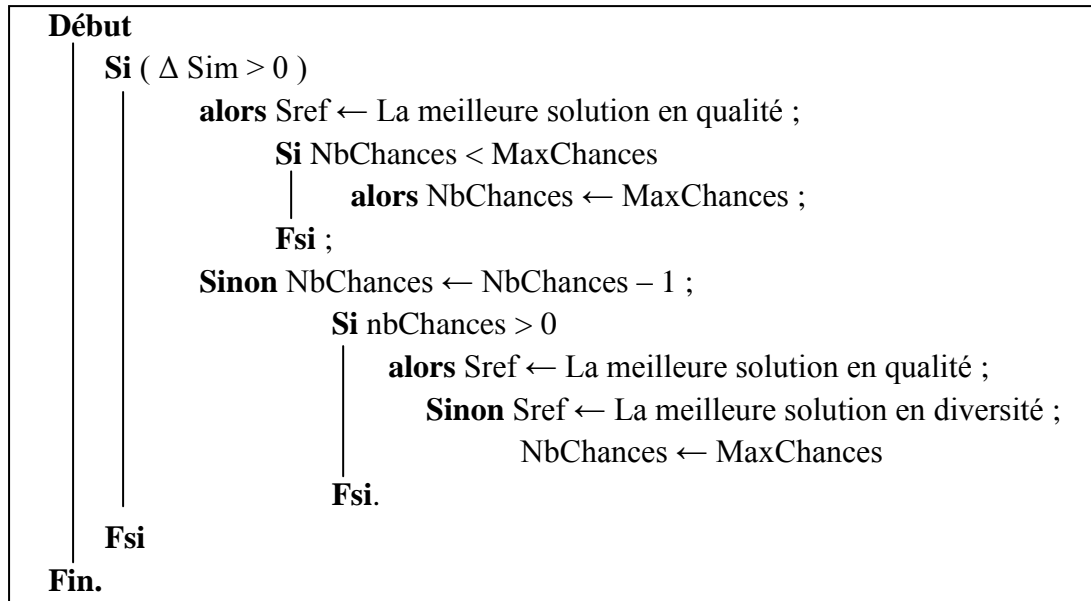 Début
Si ( Δ Sim > 0 )
alors Sref ← La meilleure solution en qualité ;
Si NbChances < MaxChances
alors NbChances ← MaxChances ;
Fsi ;
Sinon NbChances ← NbChances – 1 ;
Si nbChances > 0
alors Sref ← La meilleure solution en qualité ;
Sinon Sref ← La meilleure solution en diversité ;
NbChances ← MaxChances
Fsi.
Fsi
Fin.